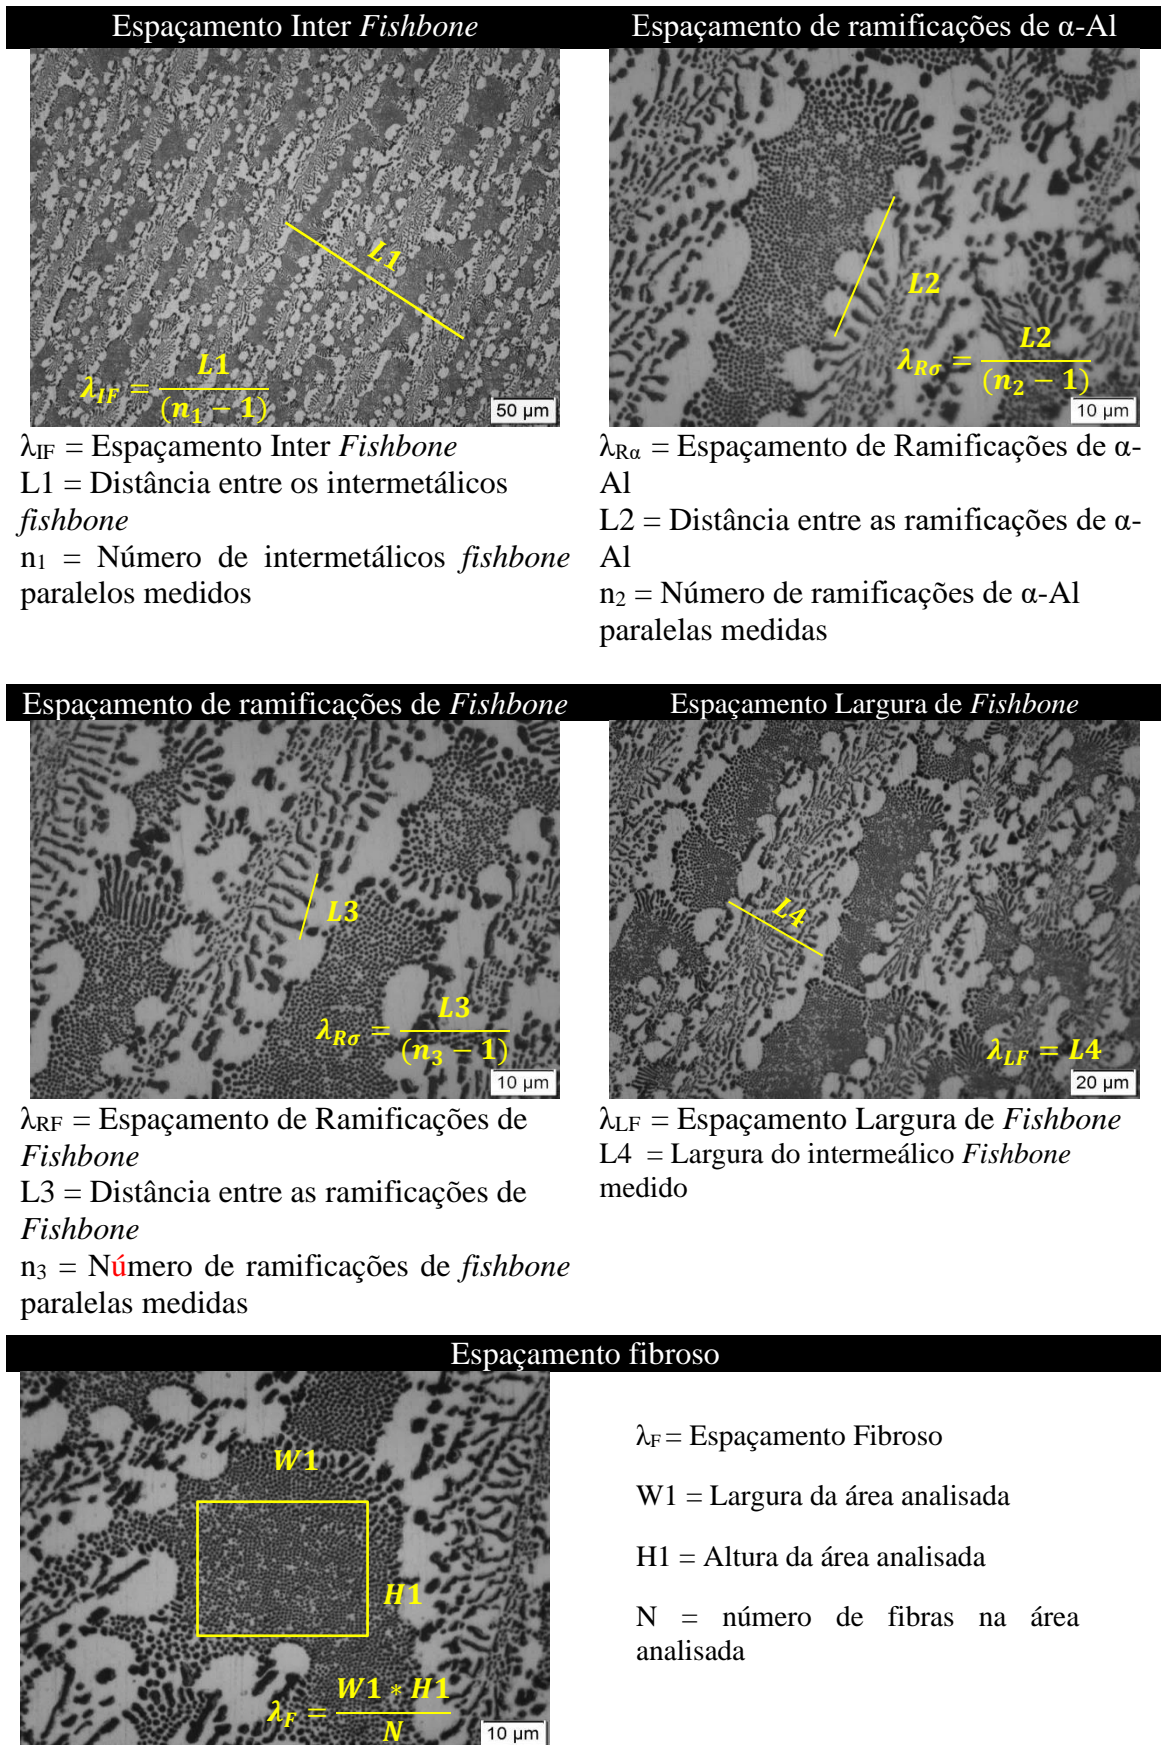 Espaçamento Inter Fishbone
Espaçamento de ramificações de α-Al
L1
λIF = L1 / (n1 − 1)
50 µm
L2
λRσ = L2 / (n2 − 1)
10 µm
λIF = Espaçamento Inter Fishbone
L1 = Distância entre os intermetálicos
fishbone
n1 = Número de intermetálicos fishbone
paralelos medidos
λRα = Espaçamento de Ramificações de α-
Al
L2 = Distância entre as ramificações de α-
Al
n2 = Número de ramificações de α-Al
paralelas medidas
Espaçamento de ramificações de Fishbone
Espaçamento Largura de Fishbone
L3
λRσ = L3 / (n3 − 1)
10 µm
L4
λLF = L4
20 µm
λRF = Espaçamento de Ramificações de
Fishbone
L3 = Distância entre as ramificações de
Fishbone
n3 = Número de ramificações de fishbone
paralelas medidas
λLF = Espaçamento Largura de Fishbone
L4 = Largura do intermeálico Fishbone
medido
Espaçamento fibroso
W1
H1
λF = W1 * H1 / N
10 µm
λF = Espaçamento Fibroso
W1 = Largura da área analisada
H1 = Altura da área analisada
N = número de fibras na área
analisada